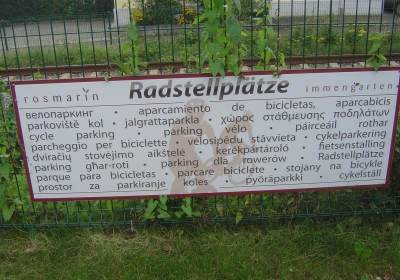 rosmarin Radstellplätze immengarten
велопаркинг • aparcamiento de bicicletas, aparcabicis
parkoviště kol • jalgrattaparkla • χώρος στάθμευσης ποδηλάτων
cycle parking • parking vélo • páirceáil rothar
parcheggio per biciclette • velosipēdu stāvvieta • cykelparkering
dviračių stovėjimo aikštelė • kerékpártároló • fietsenstalling
parking għar-roti • parking dla rowerów • Radstellplätze
parque para bicicletas • parcare biciclete • stojany na bicykle
prostor za parkiranje koles • pyöräparkki • cykelställ